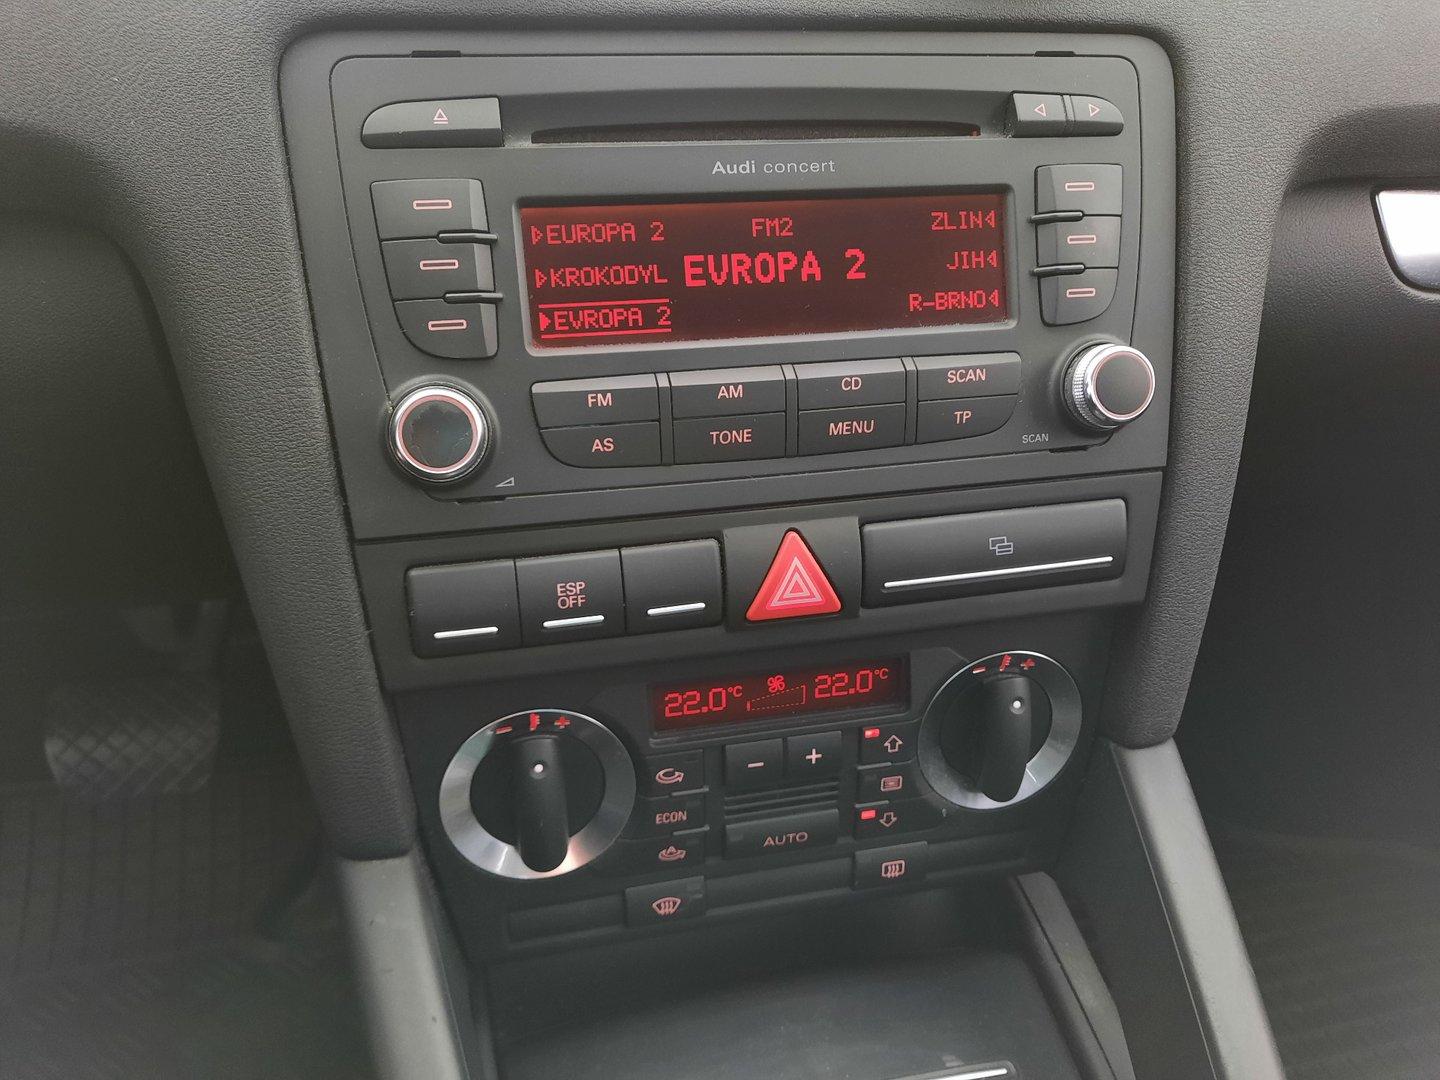 Audi concert
EUROPA 2 FM2 ZLIN
KROKODYL EVROPA 2 JIH
EVROPA 2 R-BRNO
FM AM CD SCAN
AS TONE MENU TP
SCAN
ESP
OFF
22.0°C 22.0°C
- + - +
- +
ECON
AUTO